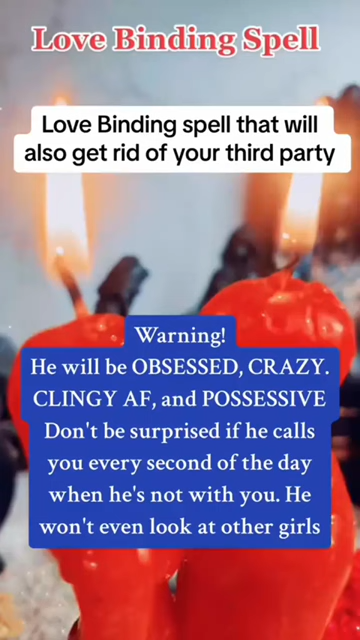 Love Binding Spell
Love Binding spell that will
also get rid of your third party
Warning!
He will be OBSESSED, CRAZY.
CLINGY AF, and POSSESSIVE
Don't be surprised if he calls
you every second of the day
when he's not with you. He
won't even look at other girls